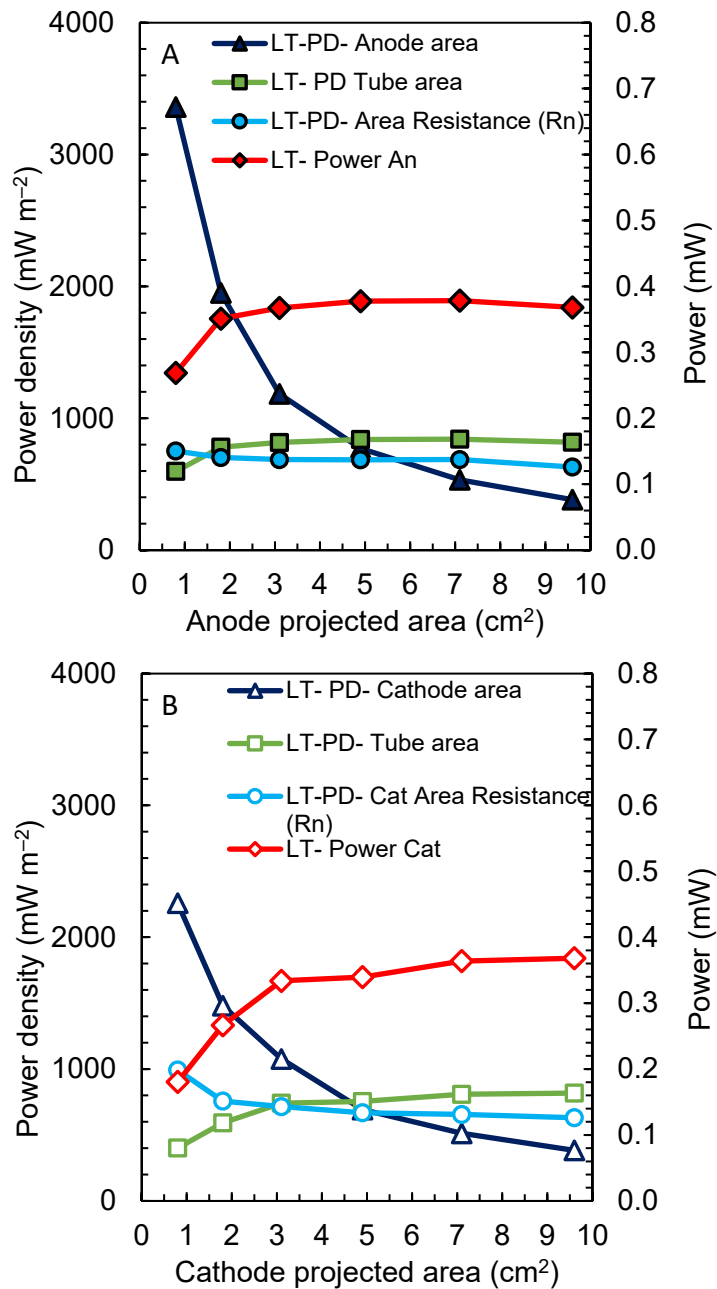 A
LT-PD- Anode area
LT- PD Tube area
LT-PD- Area Resistance (Rn)
LT- Power An
4000
3000
2000
1000
0
Power density (mW m⁻²)
0.8
0.7
0.6
0.5
0.4
0.3
0.2
0.1
0.0
Power (mW)
0 1 2 3 4 5 6 7 8 9 10
Anode projected area (cm²)
B
LT- PD- Cathode area
LT-PD- Tube area
LT-PD- Cat Area Resistance
(Rn)
LT- Power Cat
4000
3000
2000
1000
0
Power density (mW m⁻²)
0.8
0.7
0.6
0.5
0.4
0.3
0.2
0.1
0.0
Power (mW)
0 1 2 3 4 5 6 7 8 9 10
Cathode projected area (cm²)